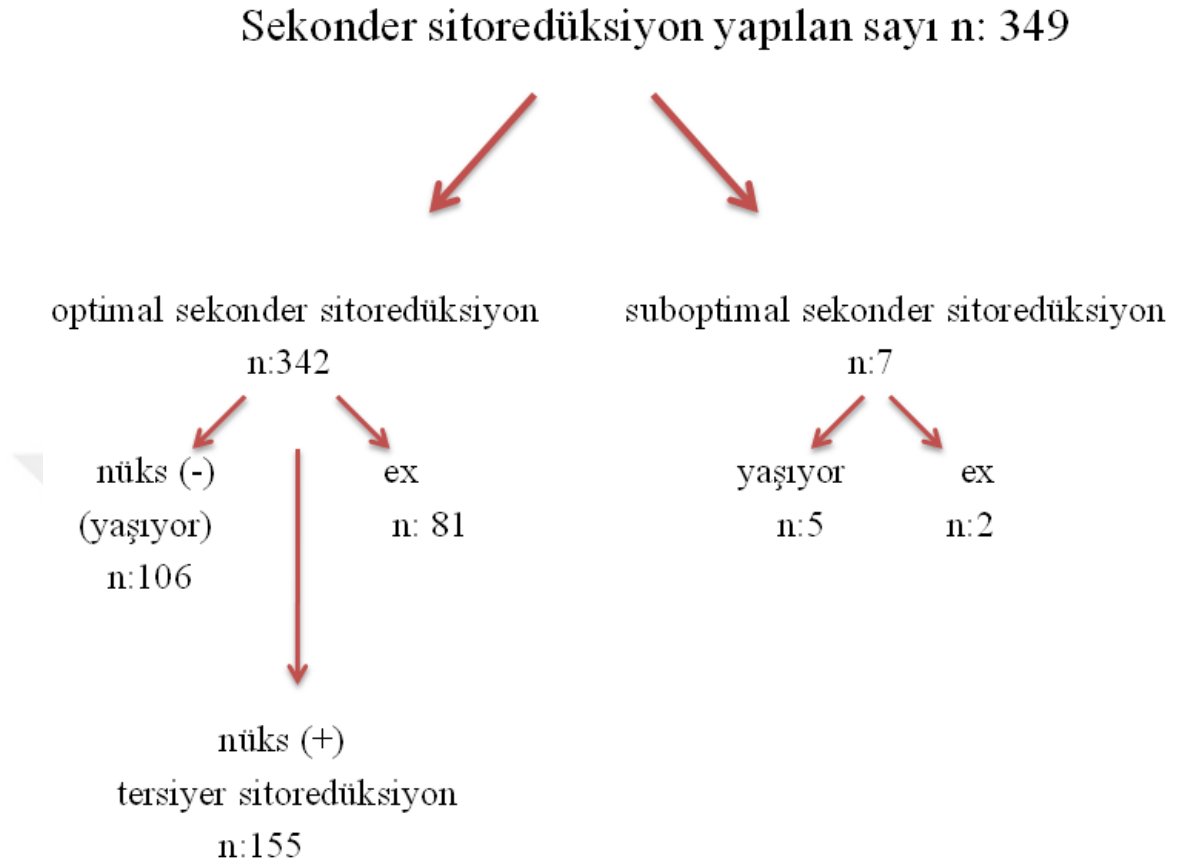 Sekonder sitoredüksiyon yapılan sayı n: 349
optimal sekonder sitoredüksiyon
n:342
suboptimal sekonder sitoredüksiyon
n:7
nüks (-)
(yaşıyor)
n:106
ex
n: 81
yaşıyor
n:5
ex
n:2
nüks (+)
tersiyer sitoredüksiyon
n:155